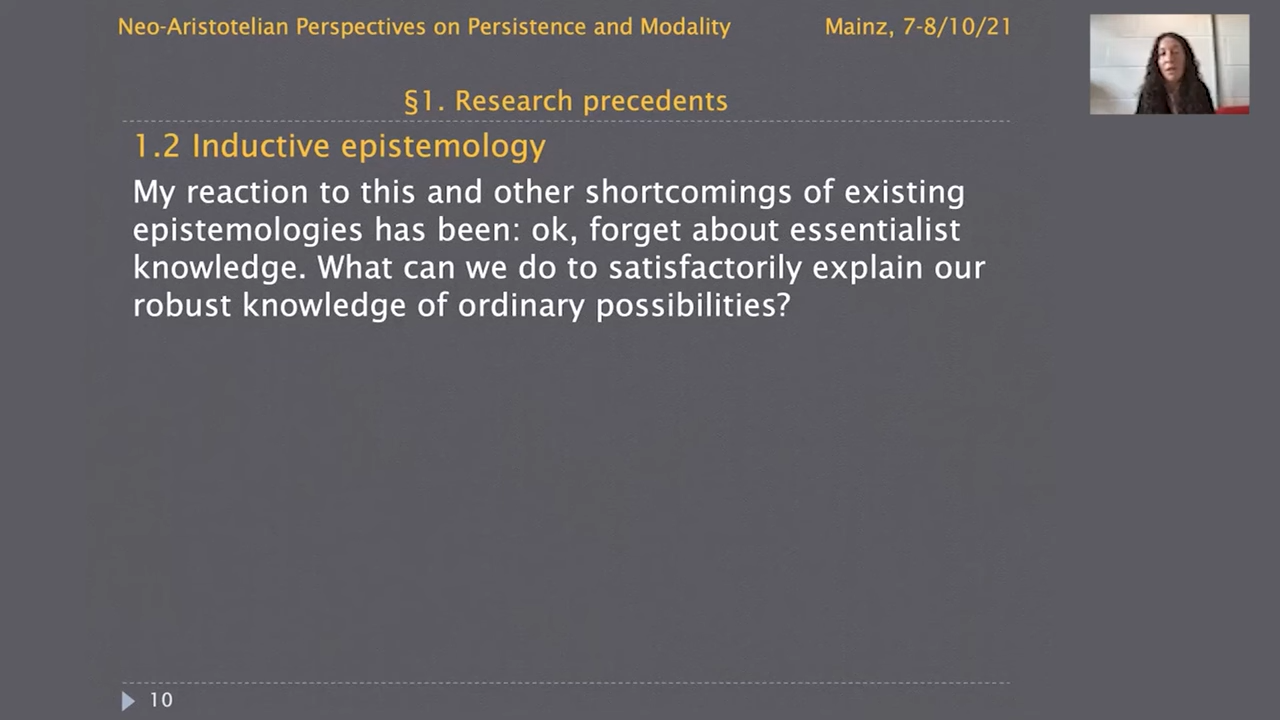 Neo-Aristotelian Perspectives on Persistence and Modality Mainz, 7-8/10/21
§1. Research precedents
1.2 Inductive epistemology
My reaction to this and other shortcomings of existing
epistemologies has been: ok, forget about essentialist
knowledge. What can we do to satisfactorily explain our
robust knowledge of ordinary possibilities?
10